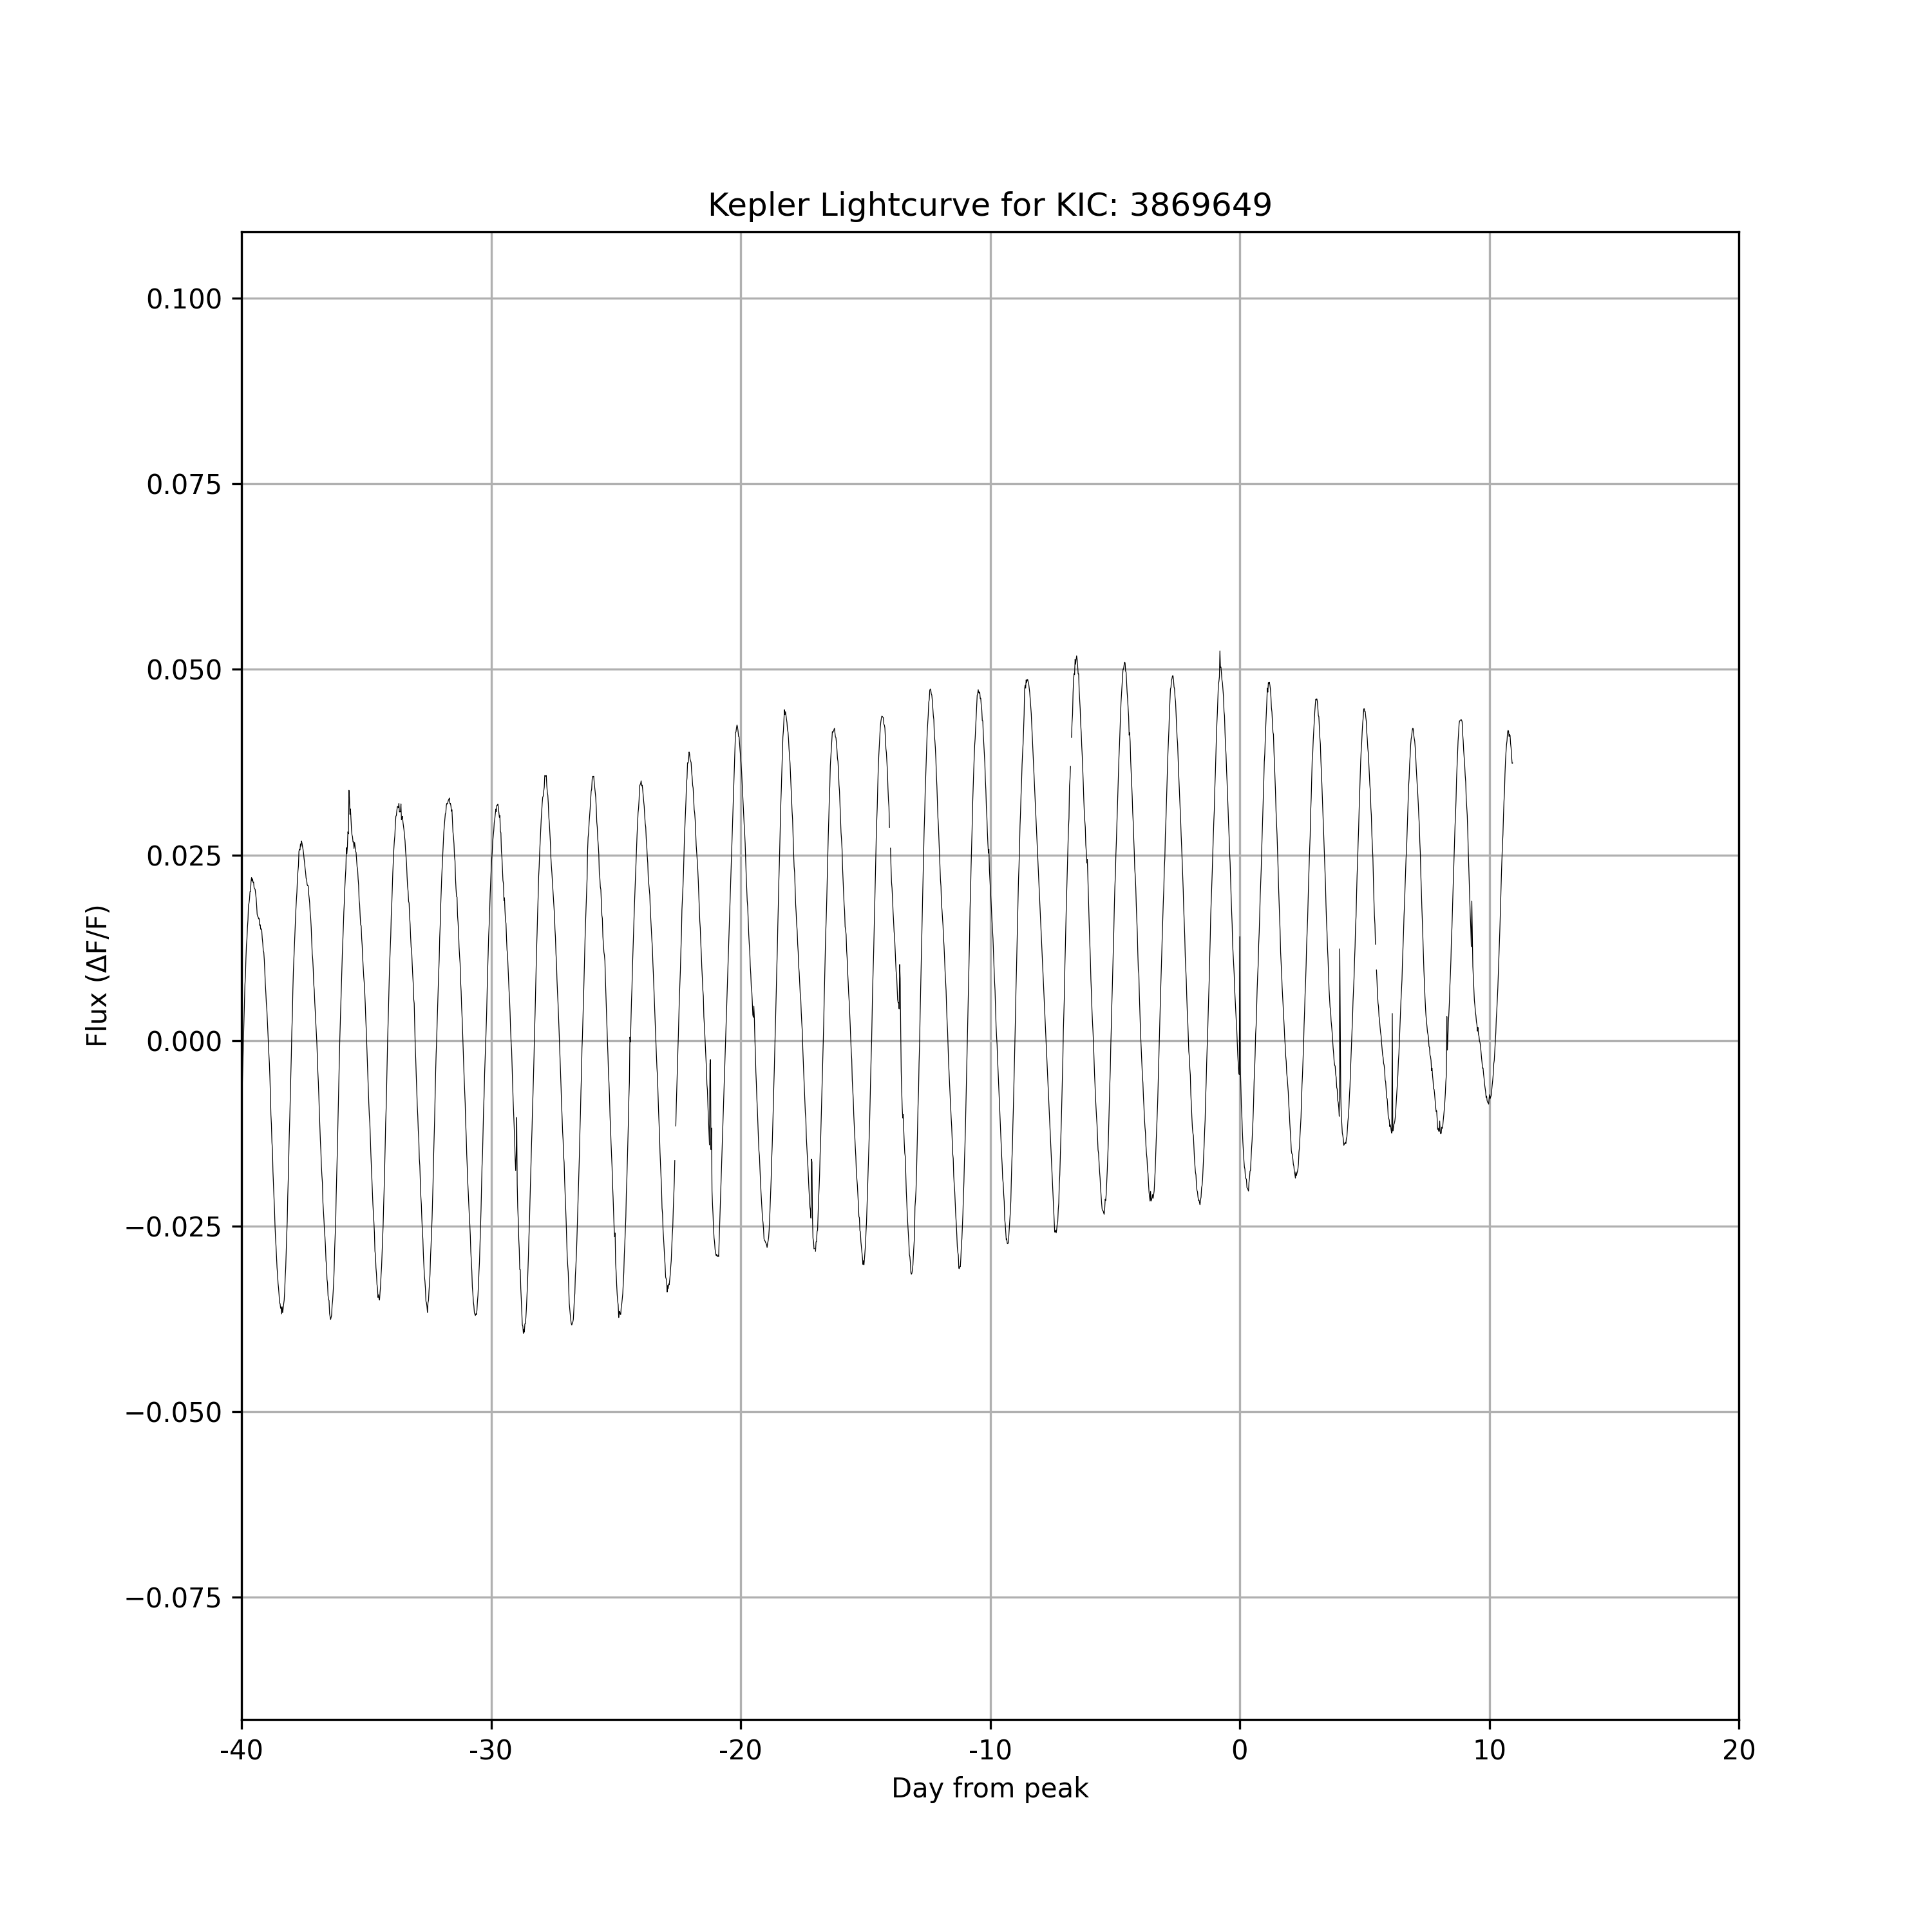 Kepler Lightcurve for KIC: 3869649
0.100
0.075
0.050
0.025
0.000
−0.025
−0.050
−0.075
Flux (ΔF/F)
-40 -30 -20 -10 0 10 20
Day from peak